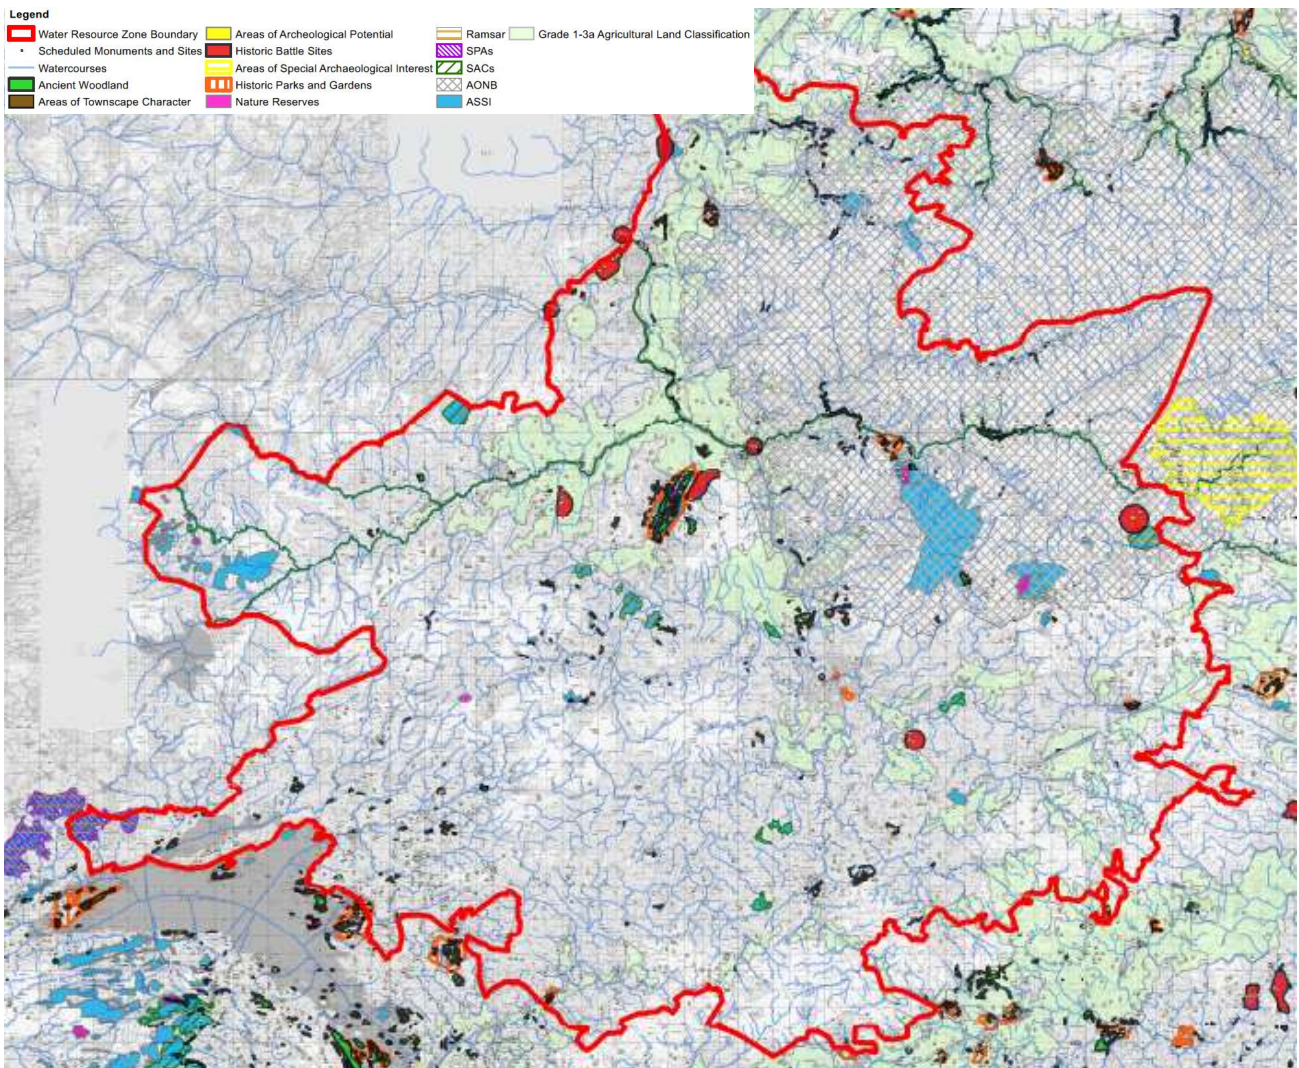 Legend
Water Resource Zone Boundary
Scheduled Monuments and Sites
Watercourses
Ancient Woodland
Areas of Townscape Character
Areas of Archeological Potential
Historic Battle Sites
Areas of Special Archaeological Interest
Historic Parks and Gardens
Nature Reserves
Ramsar
SPAs
SACs
AONB
ASSI
Grade 1-3a Agricultural Land Classification